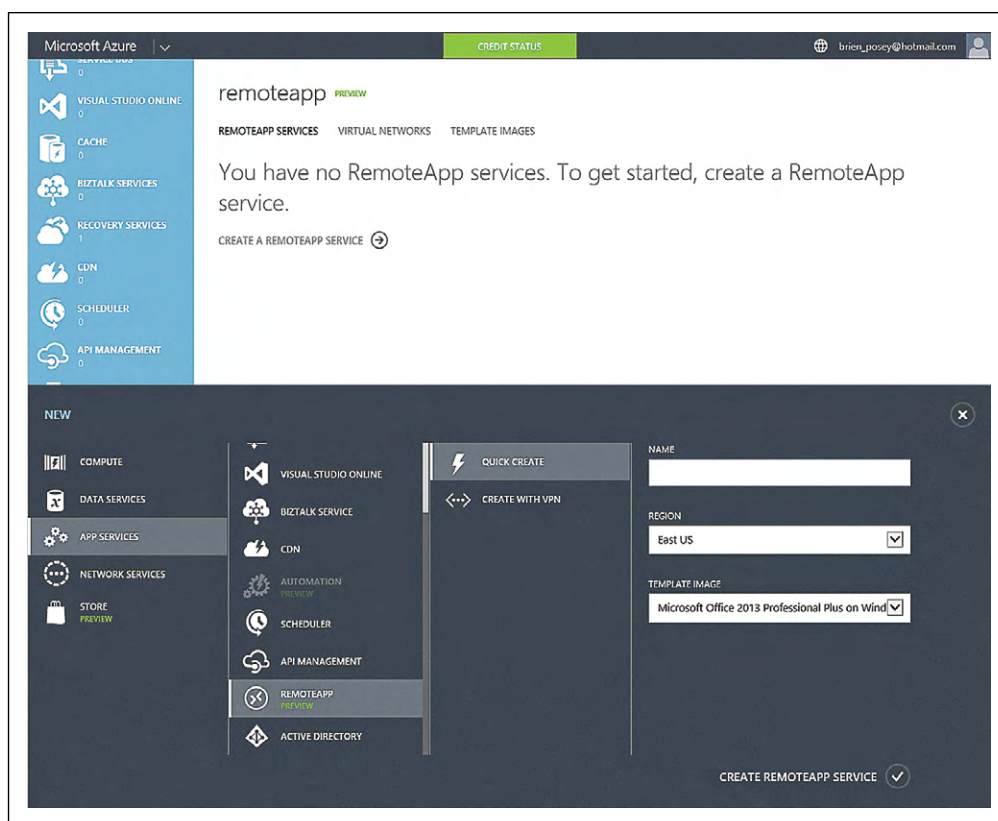 Microsoft Azure
CREDIT STATUS
brien_posey@hotmail.com
SERVICE BUS
0
VISUAL STUDIO ONLINE
0
CACHE
0
BIZTALK SERVICES
0
RECOVERY SERVICES
1
CDN
0
SCHEDULER
0
API MANAGEMENT
0
remoteapp PREVIEW
REMOTEAPP SERVICES VIRTUAL NETWORKS TEMPLATE IMAGES
You have no RemoteApp services. To get started, create a RemoteApp
service.
CREATE A REMOTEAPP SERVICE
NEW
COMPUTE
DATA SERVICES
APP SERVICES
NETWORK SERVICES
STORE
PREVIEW
VISUAL STUDIO ONLINE
BIZTALK SERVICE
CDN
AUTOMATION
PREVIEW
SCHEDULER
API MANAGEMENT
REMOTEAPP
PREVIEW
ACTIVE DIRECTORY
QUICK CREATE
CREATE WITH VPN
NAME
REGION
East US
TEMPLATE IMAGE
Microsoft Office 2013 Professional Plus on Wind
CREATE REMOTEAPP SERVICE